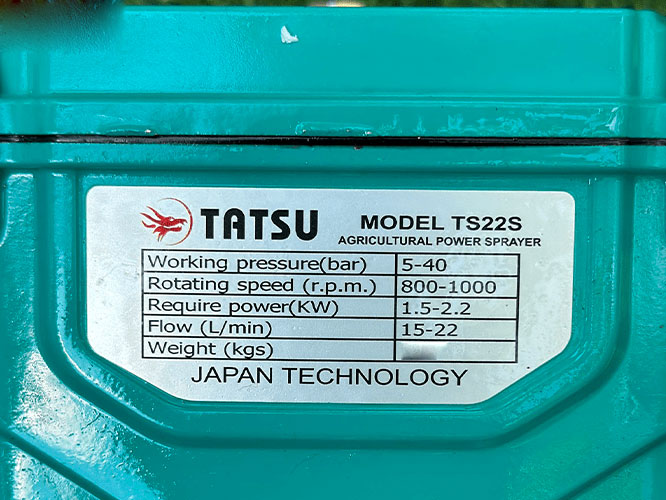 TATSU MODEL TS22S
AGRICULTURAL POWER SPRAYER
Working pressure(bar) 5-40
Rotating speed (r.p.m.) 800-1000
Require power(KW) 1.5-2.2
Flow (L/min) 15-22
Weight (kgs)
JAPAN TECHNOLOGY